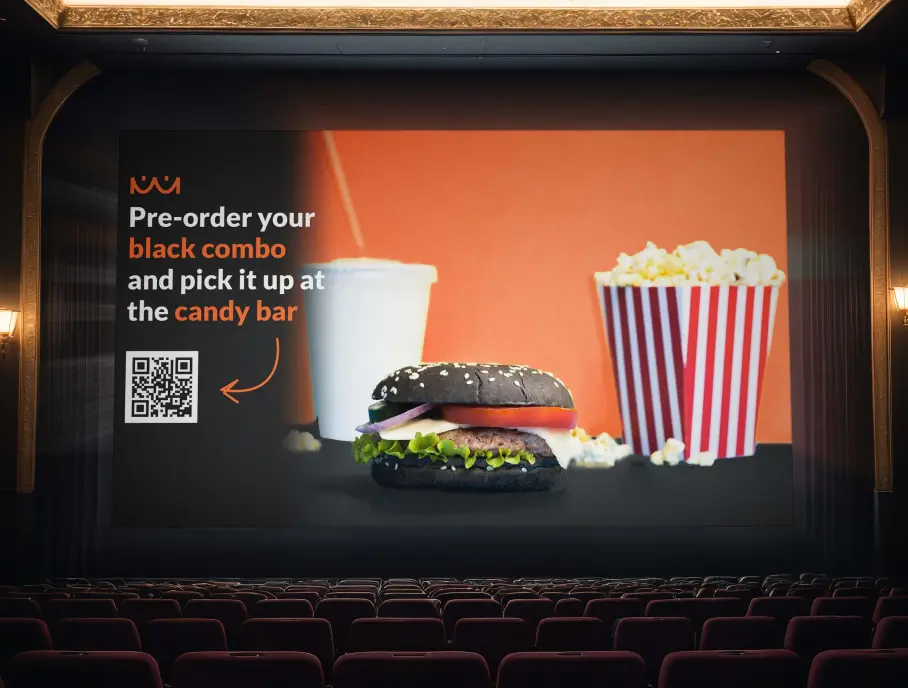 Pre-order your
black combo
and pick it up at
the candy bar